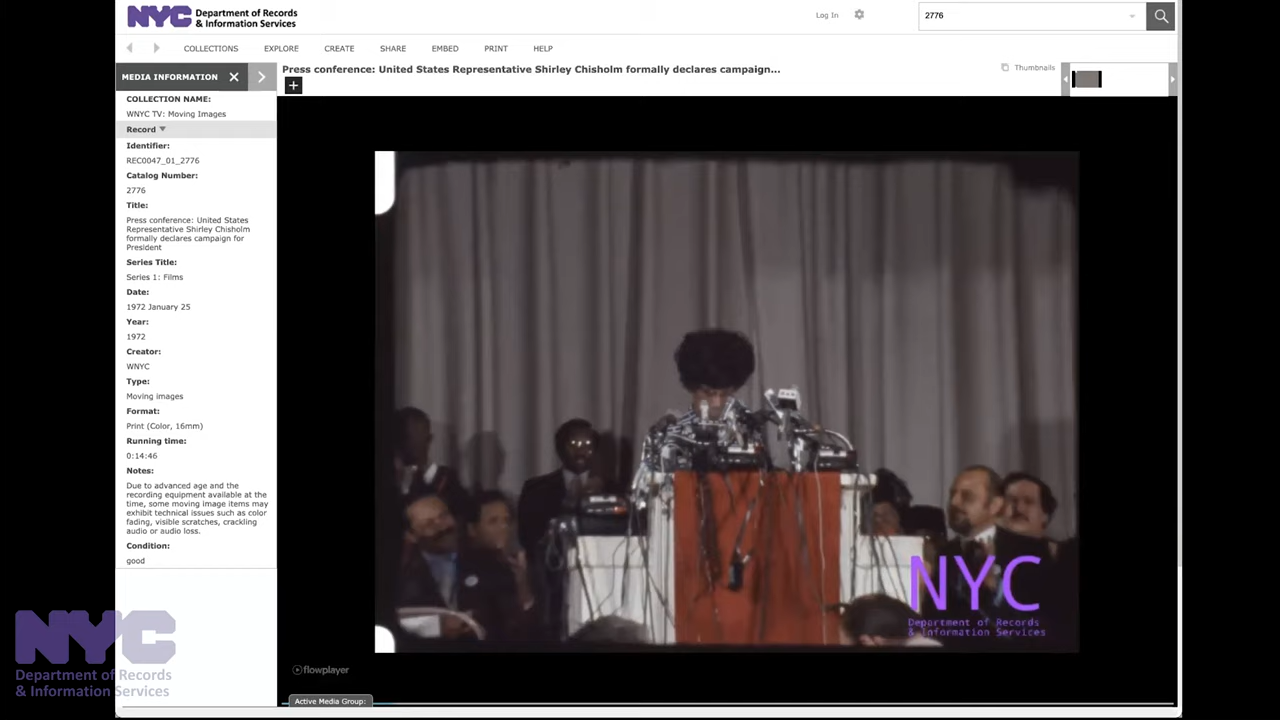 NYC Department of Records
& Information Services
Log In
2776
COLLECTIONS EXPLORE CREATE SHARE EMBED PRINT HELP
MEDIA INFORMATION
Press conference: United States Representative Shirley Chisholm formally declares campaign...
Thumbnails
COLLECTION NAME:
WNYC TV: Moving Images
Record
Identifier:
REC0047_01_2776
Catalog Number:
2776
Title:
Press conference: United States
Representative Shirley Chisholm
formally declares campaign for
President
Series Title:
Series 1: Films
Date:
1972 January 25
Year:
1972
Creator:
WNYC
Type:
Moving images
Format:
Print (Color, 16mm)
Running time:
0:14:46
Notes:
Due to advanced age and the
recording equipment available at the
time, some moving image items may
exhibit technical issues such as color
fading, visible scratches, crackling
audio or audio loss.
Condition:
good
NYC
Department of Records
& Information Services
NYC
Department of Records
& Information Services
flowplayer
Active Media Group: